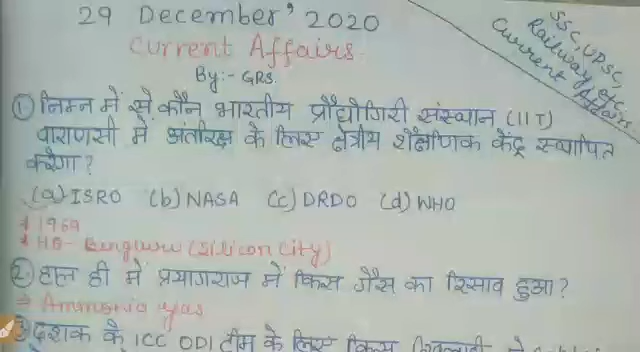 29 December, 2020
Current Affairs.
By:- GRS.
SSC, UPSC,
Railway etc.
Current Affairs
① निम्न में से कौन भारतीय प्रौद्योगिरी संस्थान (IIT)
वाराणसी में अंतरिक्ष के लिए क्षेत्रीय शैक्षणिक केंद्र स्थापित
करेगा?
(a) ISRO (b) NASA (c) DRDO (d) WHO
1969
HQ- Benguru (Silicon City)
② हाल ही में प्रयागराज में किस गैस का रिसाव हुआ?
⇒ Ammonia gas
③ दशक के ICC ODI टीम के लिए किस